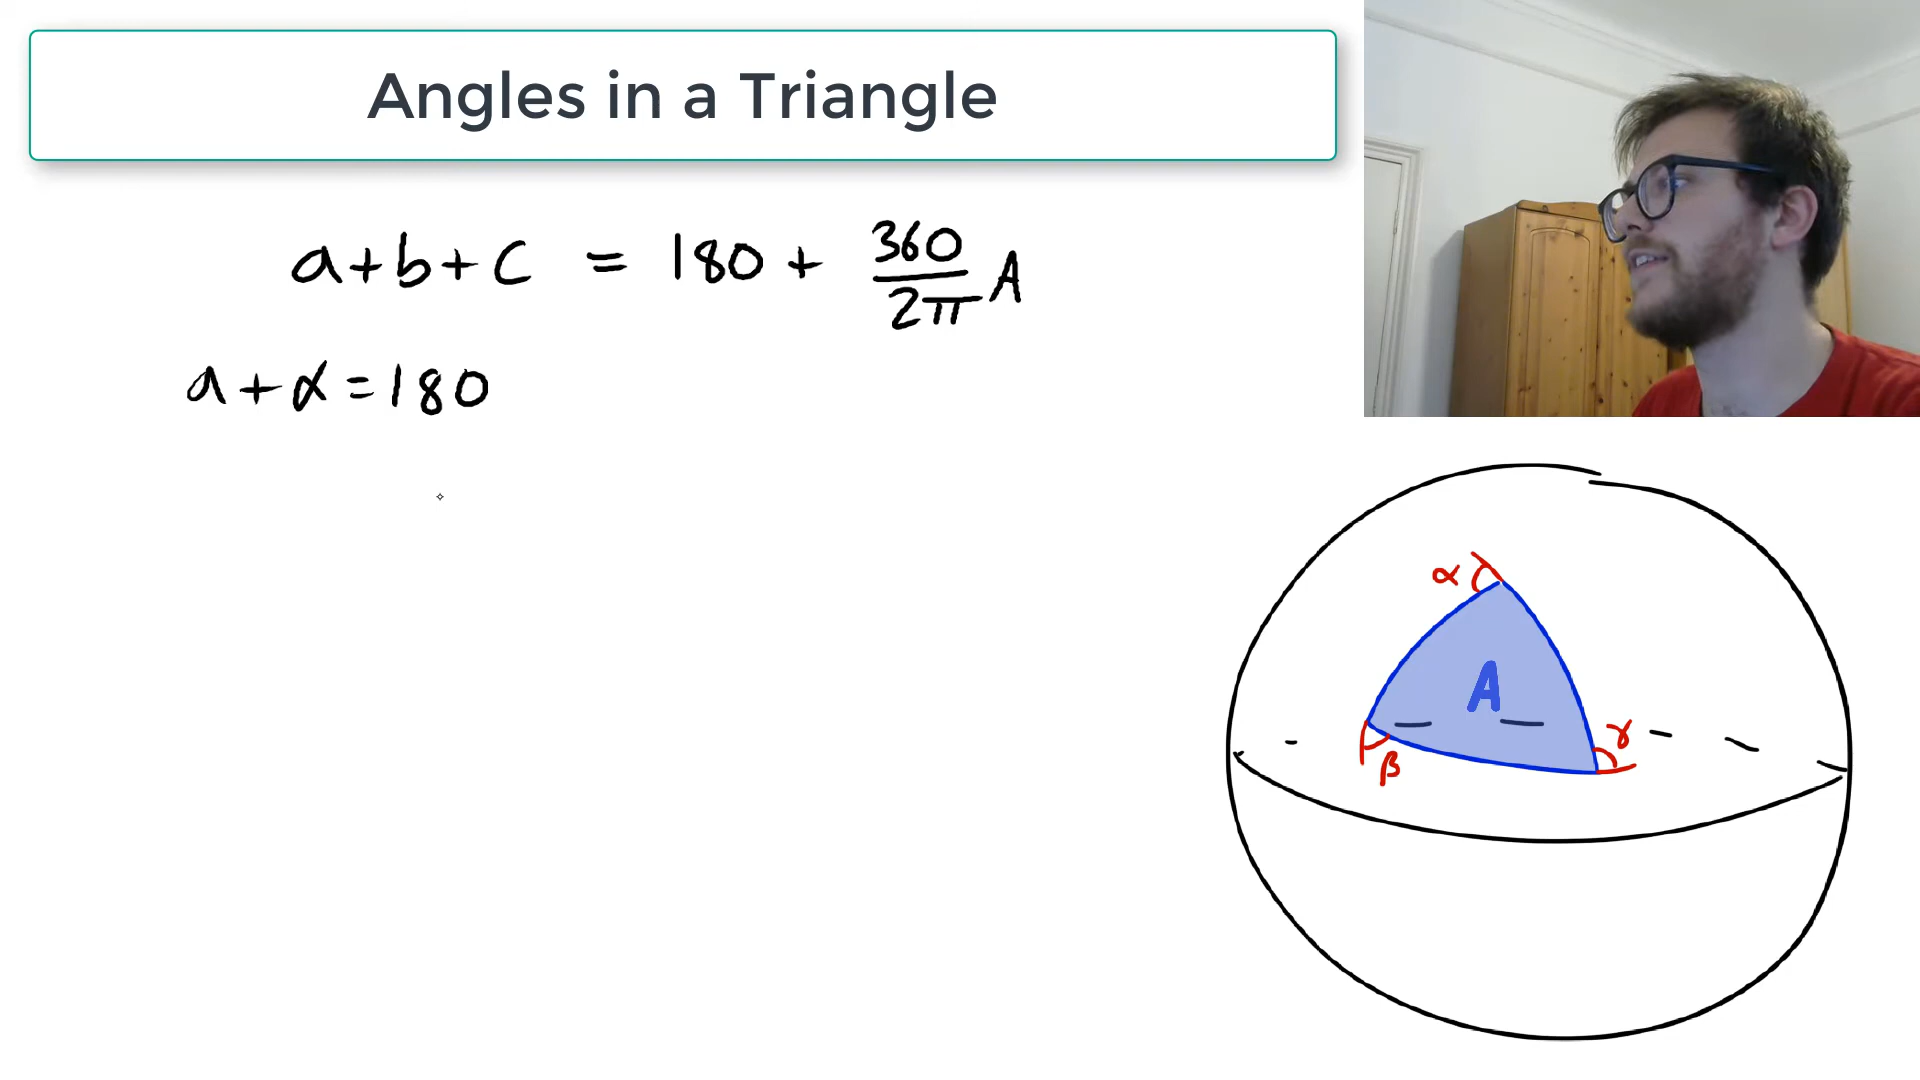 Angles in a Triangle
a+b+c = 180 + 360/2π A
a+α=180
α
A
γ
β